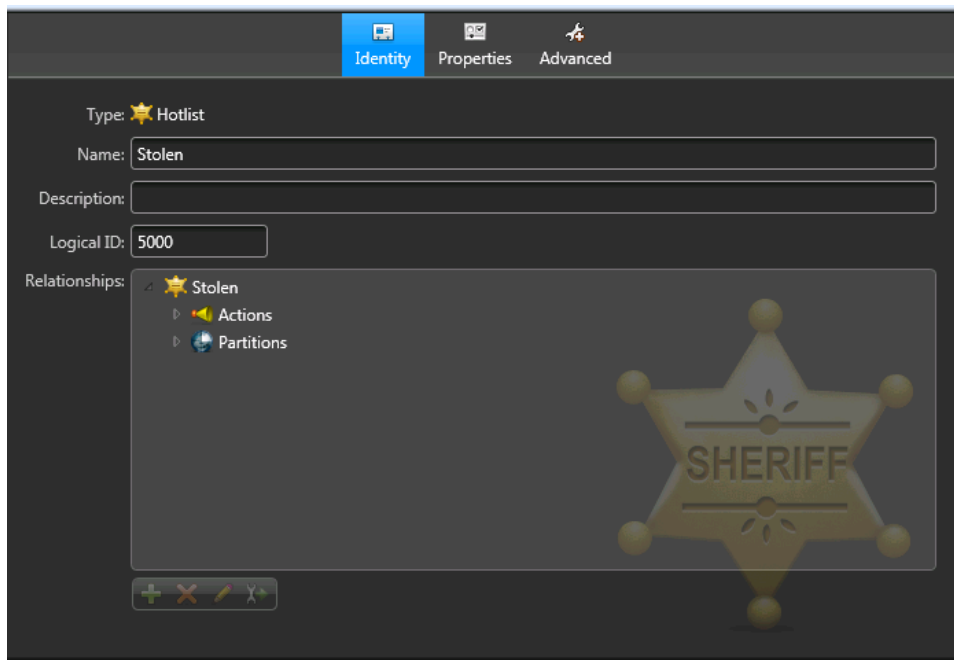 Identity Properties Advanced
Type: Hotlist
Name: Stolen
Description:
Logical ID: 5000
Relationships:
Stolen
Actions
Partitions
SHERIFF